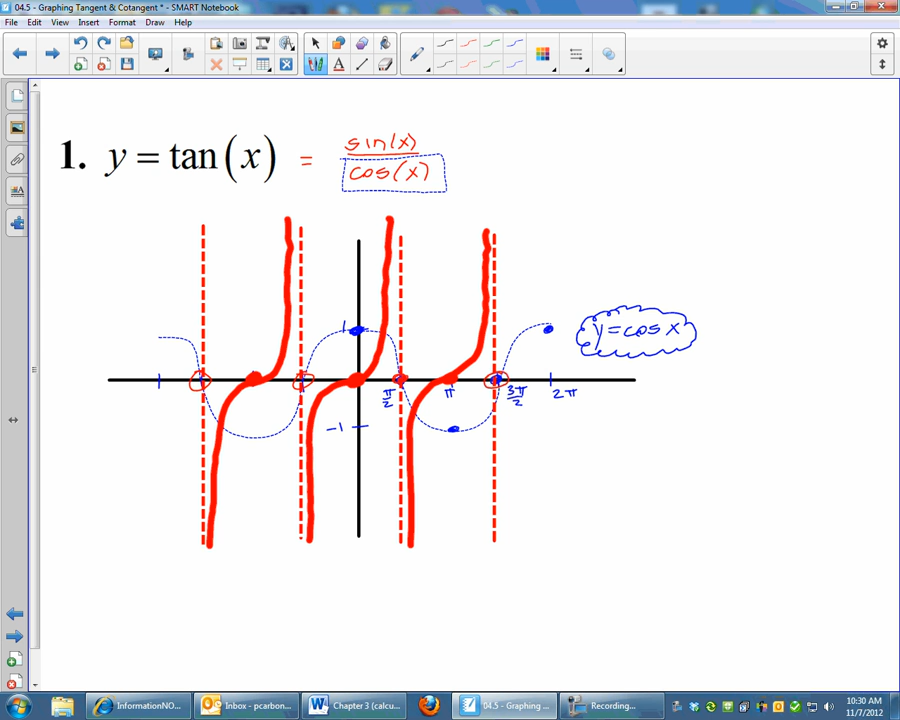 04.5 - Graphing Tangent & Cotangent * - SMART Notebook
File Edit View Insert Format Draw Help
1. y = tan(x) = sin(x)/cos(x)
1
y = cos x
π/2 π 3π/2 2π
-1
InformationNO... Inbox - pcarbon... Chapter 3 (calcu... 04.5 - Graphing ... Recording...
10:30 AM
11/7/2012